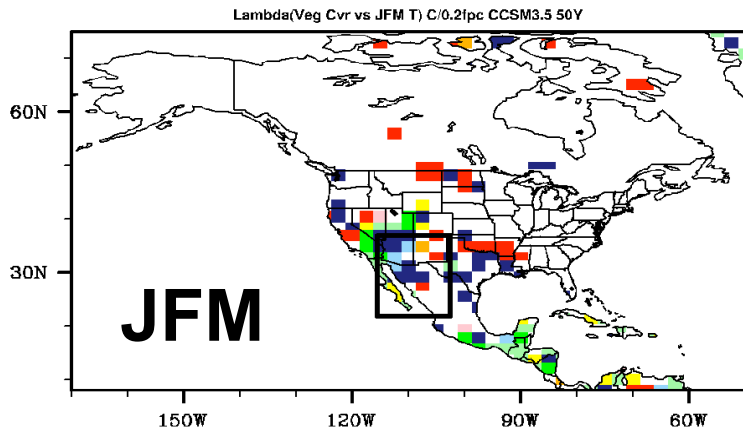 Lambda(Veg Cvr vs JFM T) C/0.2fpc CCSM3.5 50Y
60N
30N
JFM
150W 120W 90W 60W